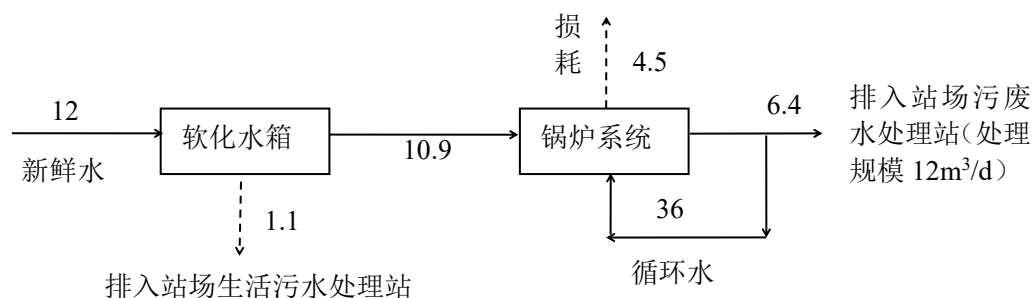 损
耗
4.5
12
新鲜水
软化水箱
10.9
锅炉系统
6.4
排入站场污废
水处理站（处理
规模 12m³/d）
1.1
36
循环水
排入站场生活污水处理站